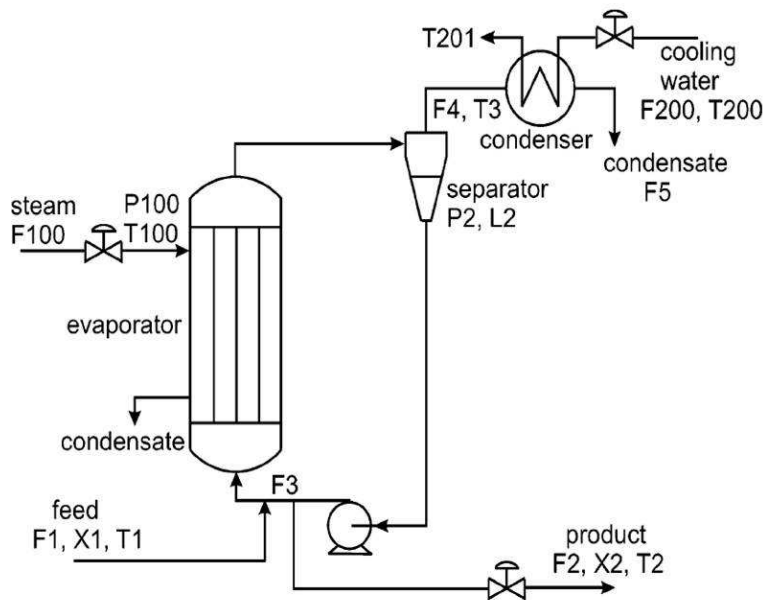 T201
cooling
water
F200, T200
F4, T3
condenser
condensate
F5
separator
P2, L2
steam
F100
P100
T100
evaporator
condensate
F3
feed
F1, X1, T1
product
F2, X2, T2